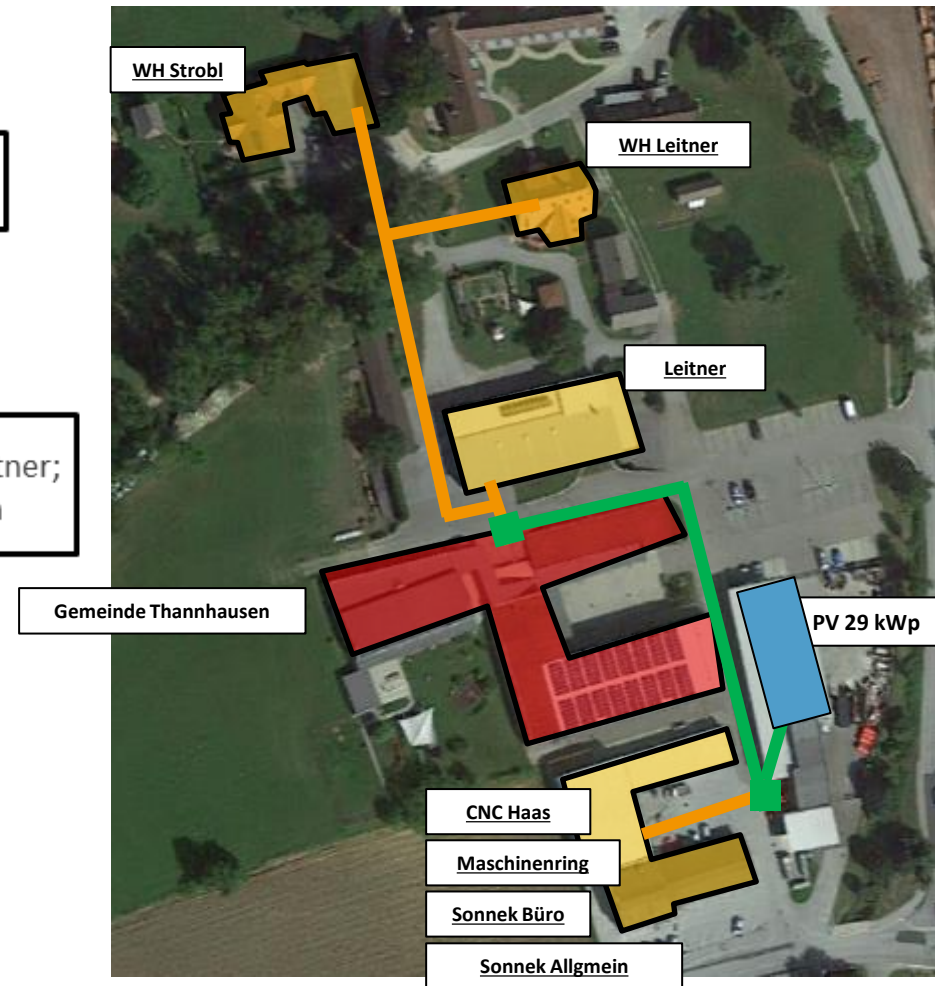 WH Strobl
WH Leitner
Leitner
tner;
Gemeinde Thannhausen
PV 29 kWp
CNC Haas
Maschinenring
Sonnek Büro
Sonnek Allgmein